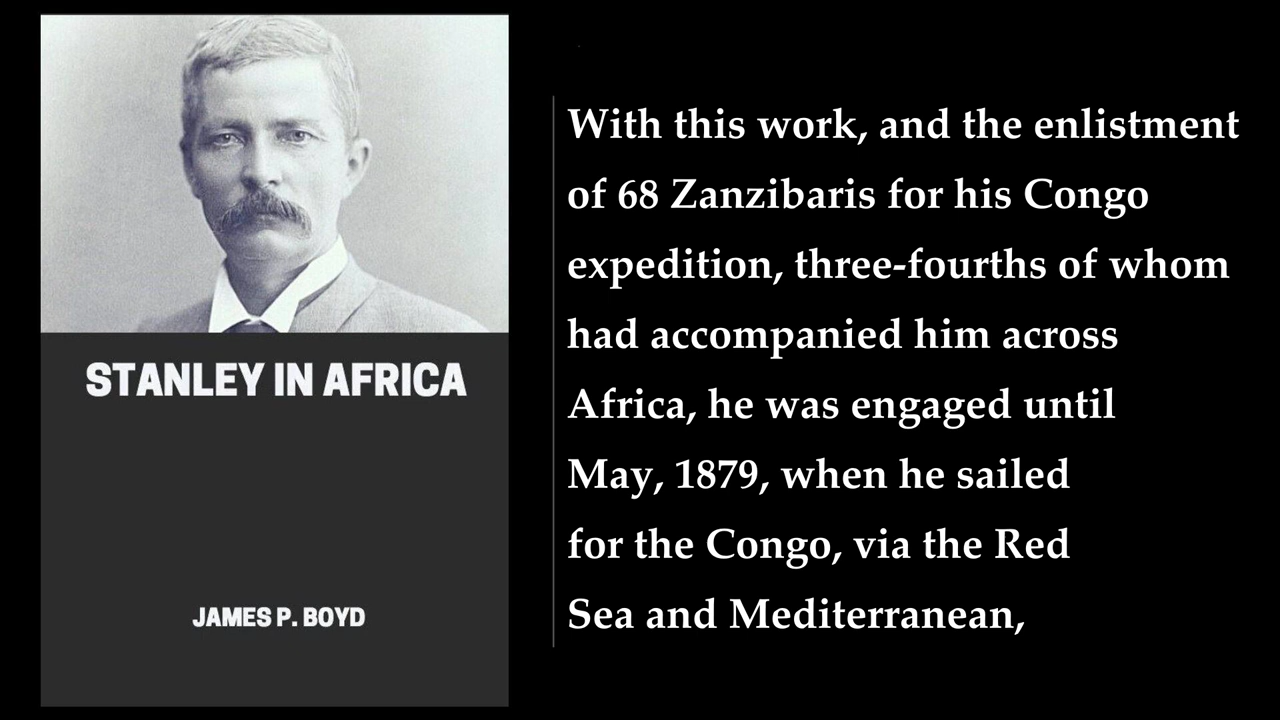 STANLEY IN AFRICA
JAMES P. BOYD
With this work, and the enlistment
of 68 Zanzibaris for his Congo
expedition, three-fourths of whom
had accompanied him across
Africa, he was engaged until
May, 1879, when he sailed
for the Congo, via the Red
Sea and Mediterranean,